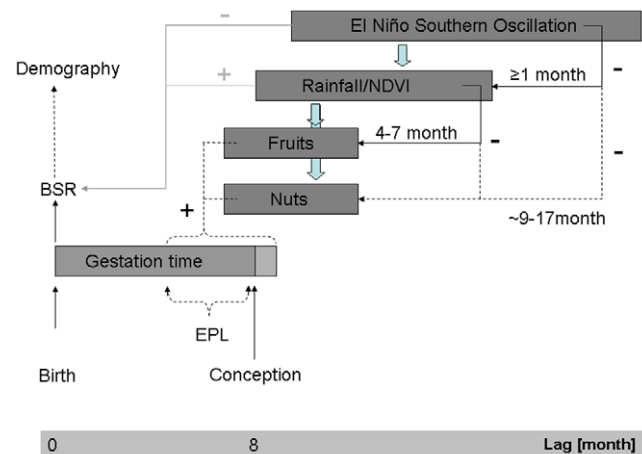 -
El Niño Southern Oscillation
Demography
+
Rainfall/NDVI
≥1 month
-
Fruits
4-7 month
-
-
BSR
Nuts
+
~9-17month
Gestation time
EPL
Birth
Conception
0
8
Lag [month]